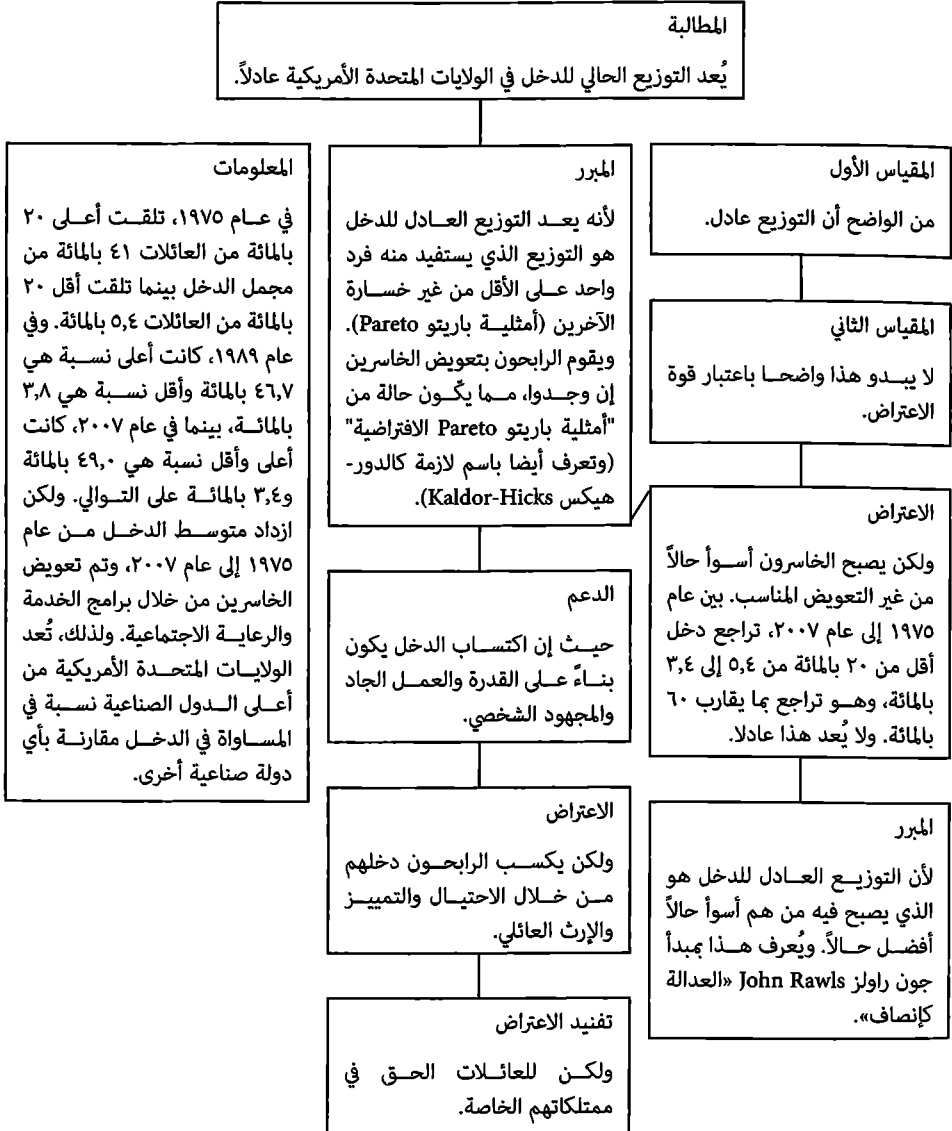 المطالبة
يُعد التوزيع الحالي للدخل في الولايات المتحدة الأمريكية عادلاً.
المقياس الأول
من الواضح أن التوزيع عادل.
المقياس الثاني
لا يبدو هذا واضحا باعتبار قوة
الاعتراض.
الاعتراض
ولكن يصبح الخاسرون أسوأ حالاً
من غير التعويض المناسب. بين عام
١٩٧٥ إلى عام ٢٠٠٧، تراجع دخل
أقل من ٢٠ بالمائة من ٥,٤ إلى ٣,٤
بالمائة، وهو تراجع بما يقارب ٦٠
بالمائة. ولا يُعد هذا عادلا.
المبرر
لأن التوزيع العادل للدخل هو
الذي يصبح فيه من هم أسوأ حالاً
أفضل حالاً. ويُعرف هذا بمبدأ
جون راولز John Rawls «العدالة
كإنصاف».
المبرر
لأنه يعد التوزيع العادل للدخل
هو التوزيع الذي يستفيد منه فرد
واحد على الأقل من غير خسارة
الآخرين (أمثلية باريتو Pareto).
ويقوم الرابحون بتعويض الخاسرين
إن وجدوا، مما يكّون حالة من
"أمثلية باريتو Pareto الافتراضية"
(وتعرف أيضا باسم لازمة كالدور-
هيكس Kaldor-Hicks).
الدعم
حيث إن اكتساب الدخل يكون
بناءً على القدرة والعمل الجاد
والمجهود الشخصي.
الاعتراض
ولكن يكسب الرابحون دخلهم
من خلال الاحتيال والتمييز
والإرث العائلي.
تفنيد الاعتراض
ولكن للعائلات الحق في
ممتلكاتهم الخاصة.
المعلومات
في عام ١٩٧٥، تلقت أعلى ٢٠
بالمائة من العائلات ٤١ بالمائة من
مجمل الدخل بينما تلقت أقل ٢٠
بالمائة من العائلات ٥,٤ بالمائة. وفي
عام ١٩٨٩، كانت أعلى نسبة هي
٤٦,٧ بالمائة وأقل نسبة هي ٣,٨
بالمائة، بينما في عام ٢٠٠٧، كانت
أعلى وأقل نسبة هي ٤٩,٠ بالمائة
و٣,٤ بالمائة على التوالي. ولكن
ازداد متوسط الدخل من عام
١٩٧٥ إلى عام ٢٠٠٧، وتم تعويض
الخاسرين من خلال برامج الخدمة
والرعاية الاجتماعية. ولذلك، تُعد
الولايات المتحدة الأمريكية من
أعلى الدول الصناعية نسبة في
المساواة في الدخل مقارنة بأي
دولة صناعية أخرى.